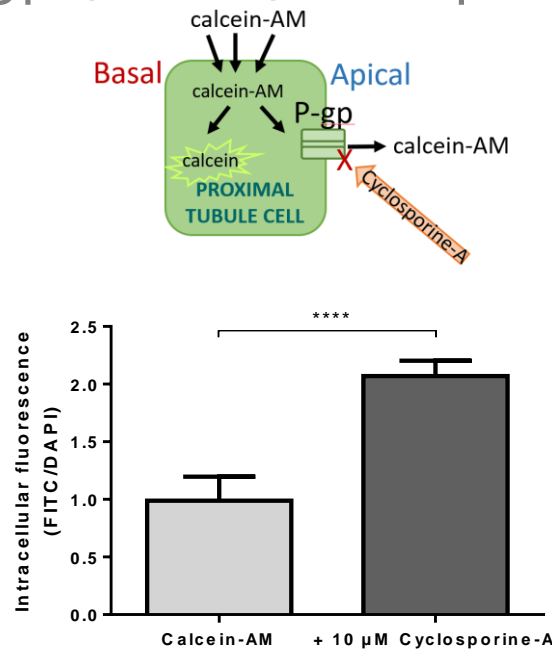 calcein-AM
Basal
Apical
calcein-AM
P-gp
calcein-AM
calcein
Cyclosporine-A
PROXIMAL
TUBULE CELL
X
****
Intracellular fluorescence
(FITC/DAPI)
2.5
2.0
1.5
1.0
0.5
0.0
Calcein-AM
+ 10 µM Cyclosporine-A